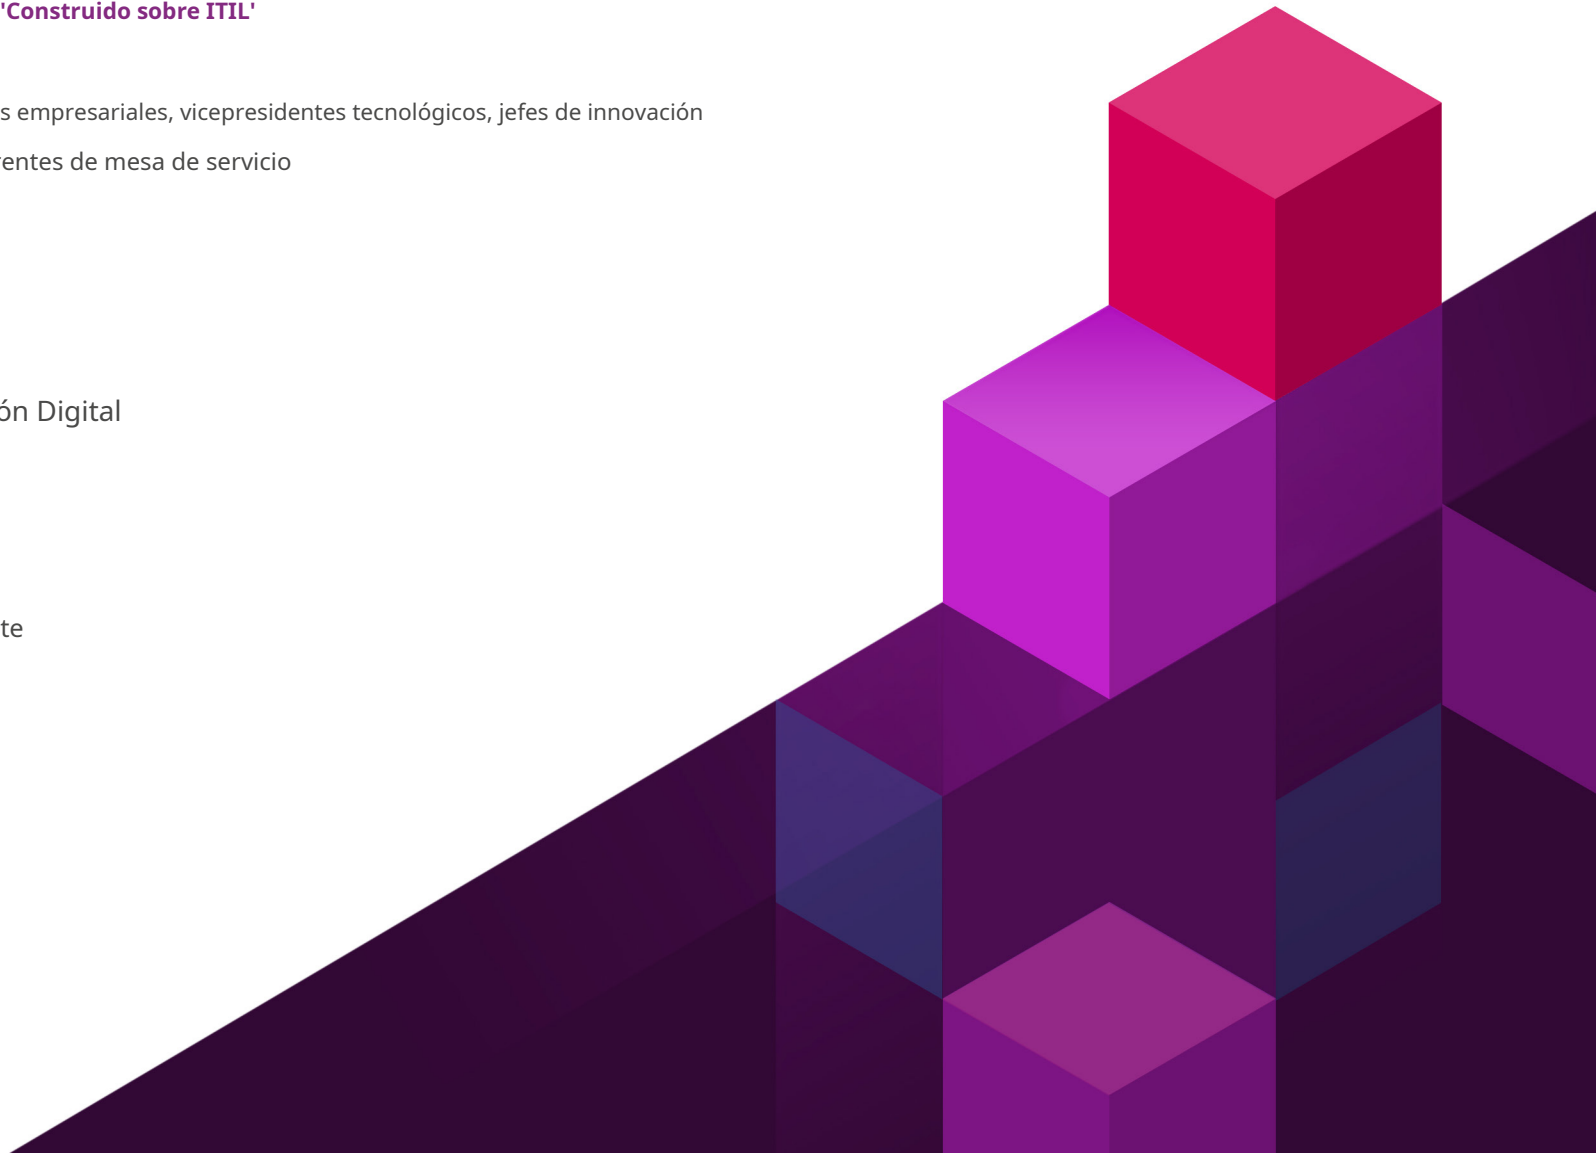 'Construido sobre ITIL'
s empresariales, vicepresidentes tecnológicos, jefes de innovación
entes de mesa de servicio
ón Digital
te